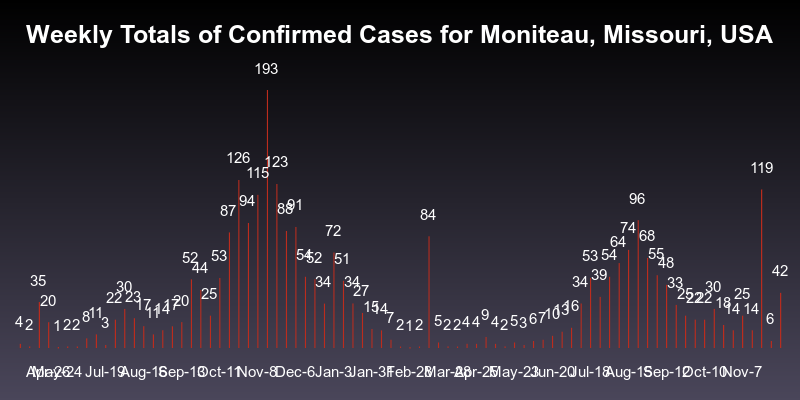 Weekly Totals of Confirmed Cases for Moniteau, Missouri, USA
4 2 35 20 1 2 2 8 11 3 22 30 23 17 11 14 17 20 52 44 25 53 87 126 94 115 193 123 88 91 54 52 34 72 51 34 27 15 14 7 2 1 2 84 5 2 2 4 4 9 4 2 5 3 6 7 10 13 16 34 53 39 54 64 74 96 68 55 48 33 25 22 22 30 18 14 25 14 119 6 42
May-24 Jul-19 Aug-16 Sep-13 Oct-11 Nov-8 Dec-6 Jan-3 Jan-31 Feb-28 Mar-28 Apr-25 May-23 Jun-20 Jul-18 Aug-15 Sep-12 Oct-10 Nov-7